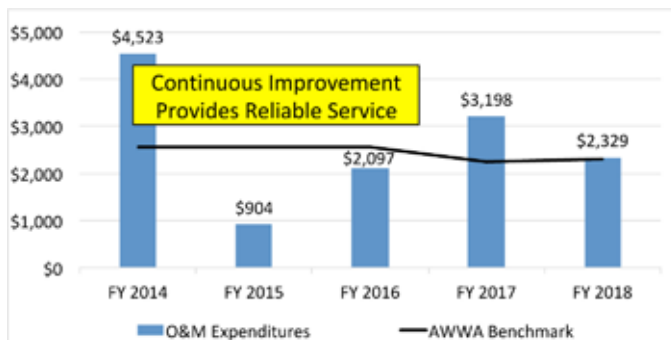 $5,000
$4,523
$4,000
Continuous Improvement
Provides Reliable Service
$3,198
$3,000
$2,329
$2,097
$2,000
$904
$1,000
$0
FY 2014 FY 2015 FY 2016 FY 2017 FY 2018
O&M Expenditures AWWA Benchmark